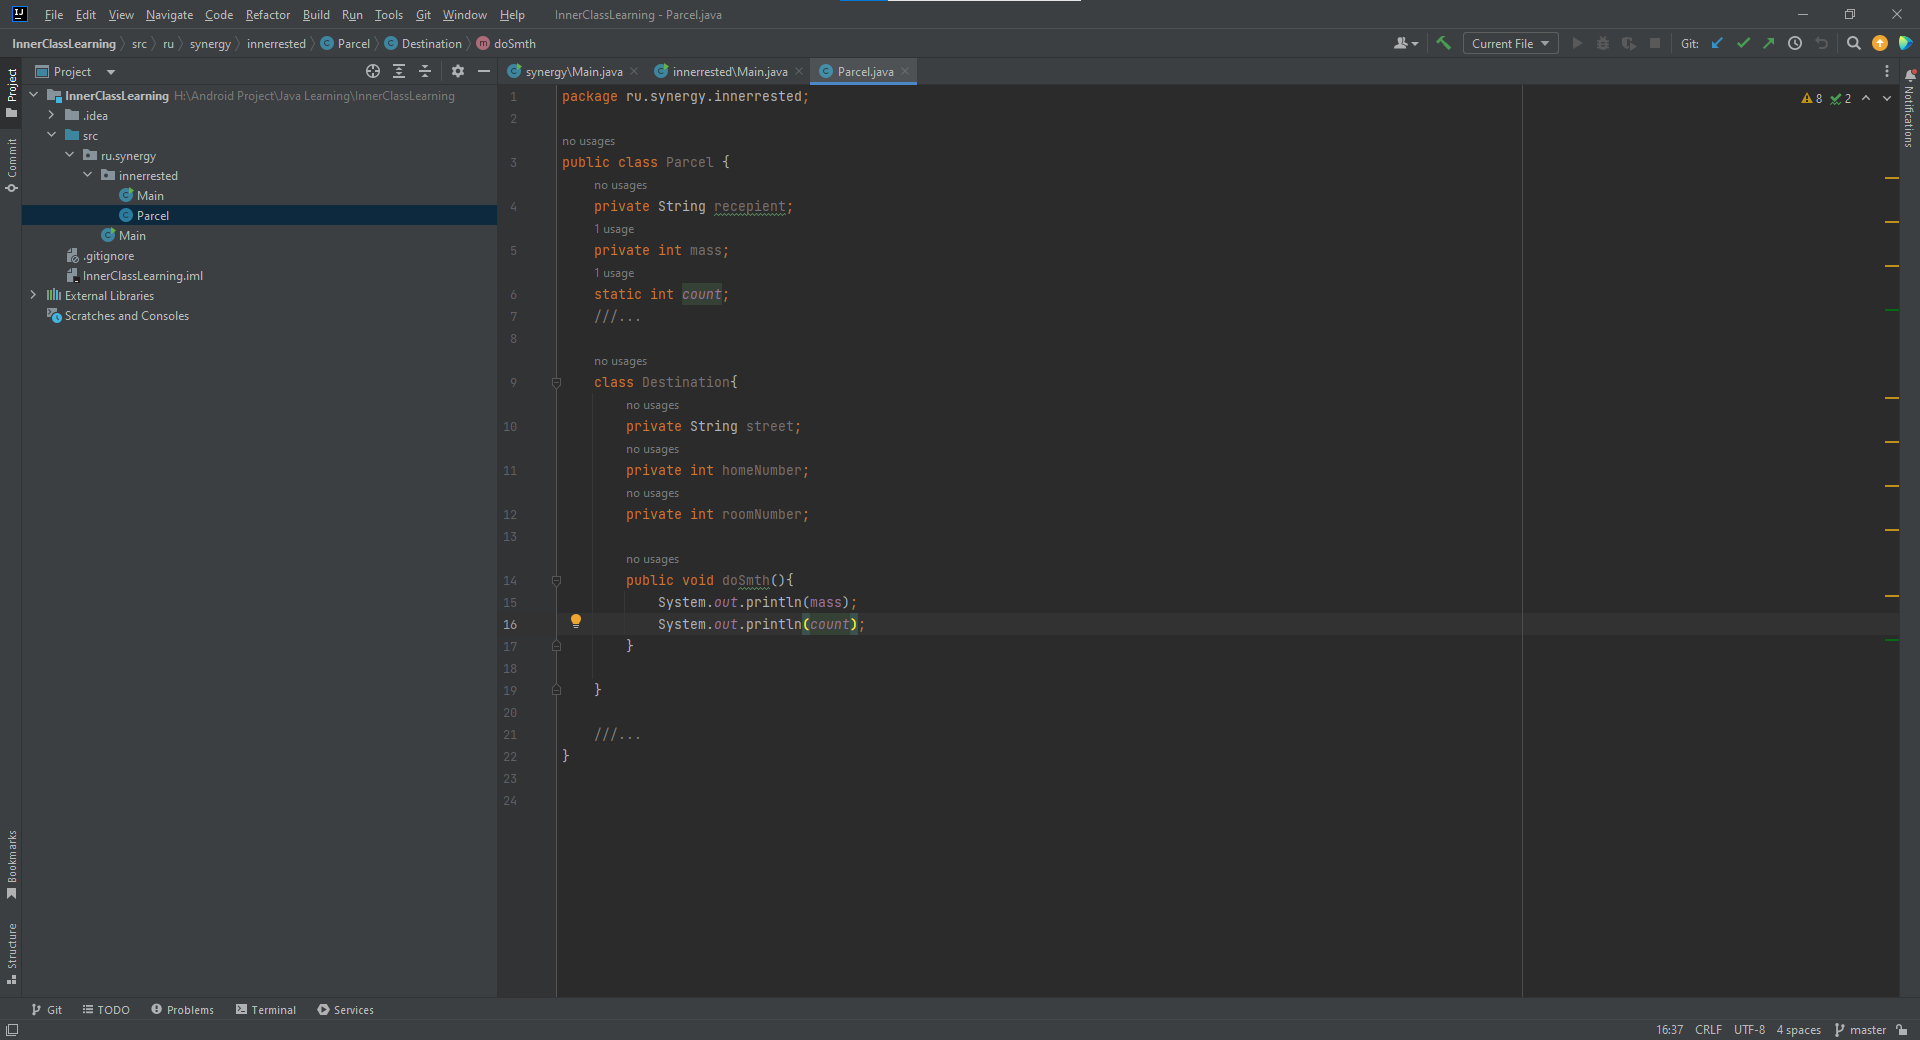 File Edit View Navigate Code Refactor Build Run Tools Git Window Help InnerClassLearning - Parcel.java
InnerClassLearning src ru synergy innerrested Parcel Destination doSmth Current File Git:
Project synergy\Main.java innerrested\Main.java Parcel.java
InnerClassLearning H:\Android Project\Java Learning\InnerClassLearning
.idea
src
ru.synergy
innerrested
Main
Parcel
Main
.gitignore
InnerClassLearning.iml
External Libraries
Scratches and Consoles
Project
Commit
Bookmarks
Structure
Notifications
8 2
1 package ru.synergy.innerrested;
2
no usages
3 public class Parcel {
no usages
4 private String recepient;
1 usage
5 private int mass;
1 usage
6 static int count;
7 ///...
8
no usages
9 class Destination{
no usages
10 private String street;
no usages
11 private int homeNumber;
no usages
12 private int roomNumber;
13
no usages
14 public void doSmth(){
15 System.out.println(mass);
16 System.out.println(count);
17 }
18
19 }
20
21 ///...
22 }
23
24
Git TODO Problems Terminal Services
16:37 CRLF UTF-8 4 spaces master